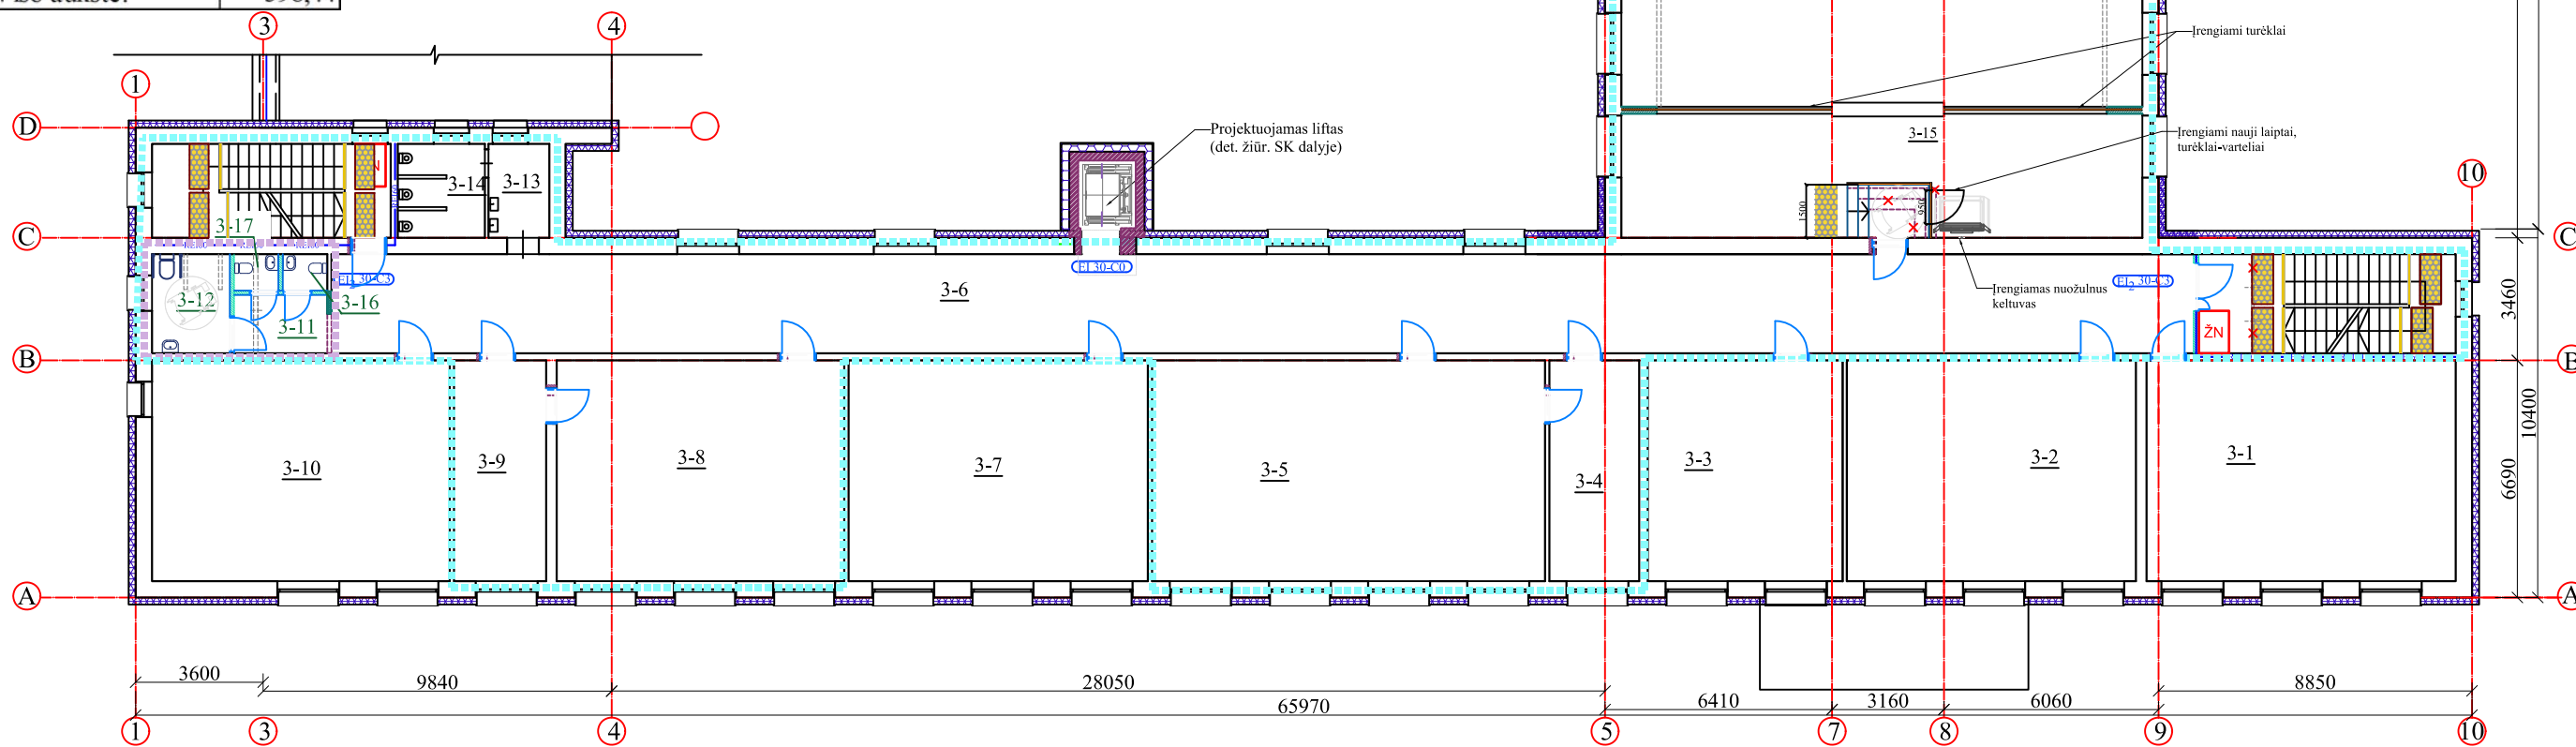 3
4
1
Įrengiami turėklai
D
Projektuojamas liftas
(det. žiūr. SK dalyje)
3-15
Įrengiami nauji laiptai,
turėklai-varteliai
10
3-14
3-13
1500
950
3-17
C
C
EI₂ 30-C3
EI 30-C0
EI₂ 30-C3
3-12
3-16
3-6
Įrengiamas nuožulnus
keltuvas
3-11
ŽN
3460
B
B
10400
3-10
3-9
3-8
3-7
3-5
3-4
3-3
3-2
3-1
6690
A
A
3600
9840
28050
8850
65970
6410
3160
6060
1
3
4
5
7
8
9
10